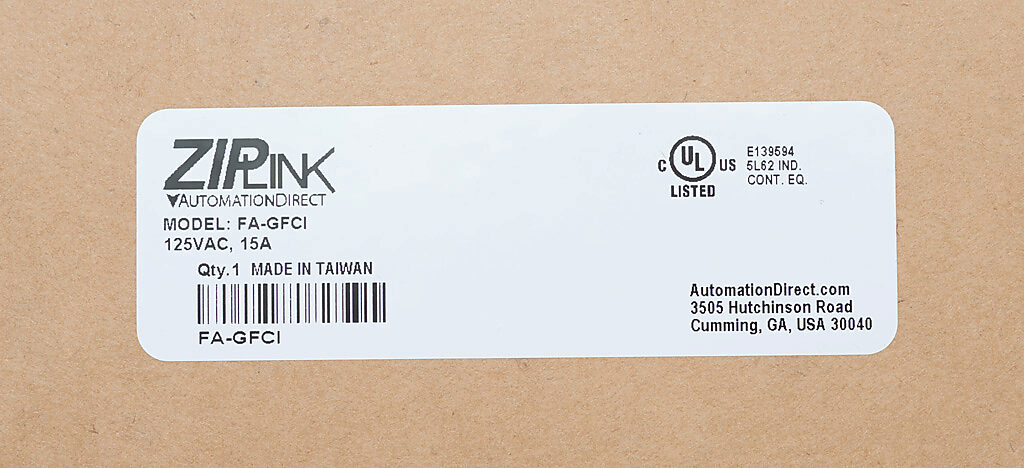 ZIPLINK
AUTOMATIONDIRECT
MODEL: FA-GFCI
125VAC, 15A
Qty.1 MADE IN TAIWAN
FA-GFCI
C UL US
LISTED
E139594
5L62 IND.
CONT. EQ.
AutomationDirect.com
3505 Hutchinson Road
Cumming, GA, USA 30040